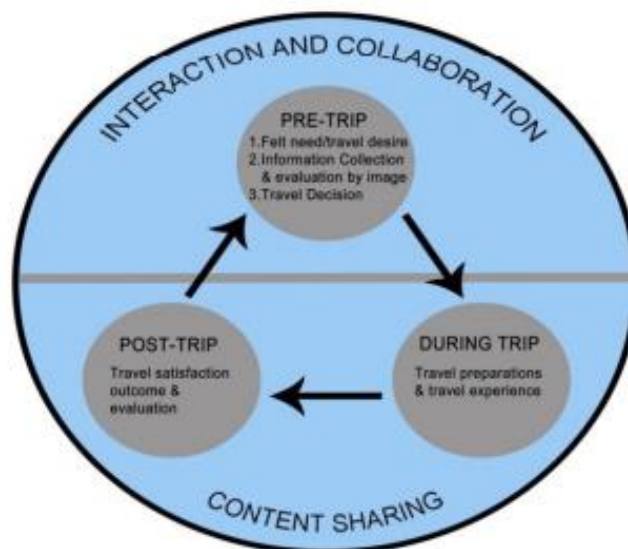 INTERACTION AND COLLABORATION
PRE-TRIP
1.Felt need/travel desire
2.Information Collection
& evaluation by image
3.Travel Decision
POST-TRIP
Travel satisfaction
outcome &
evaluation
DURING TRIP
Travel preparations
& travel experience
CONTENT SHARING